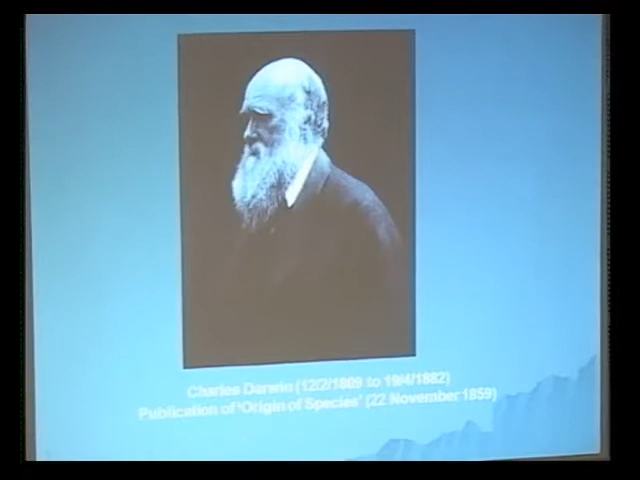 Charles Darwin (12/2/1809 to 19/4/1882)
Publication of 'Origin of Species' (22 November 1859)